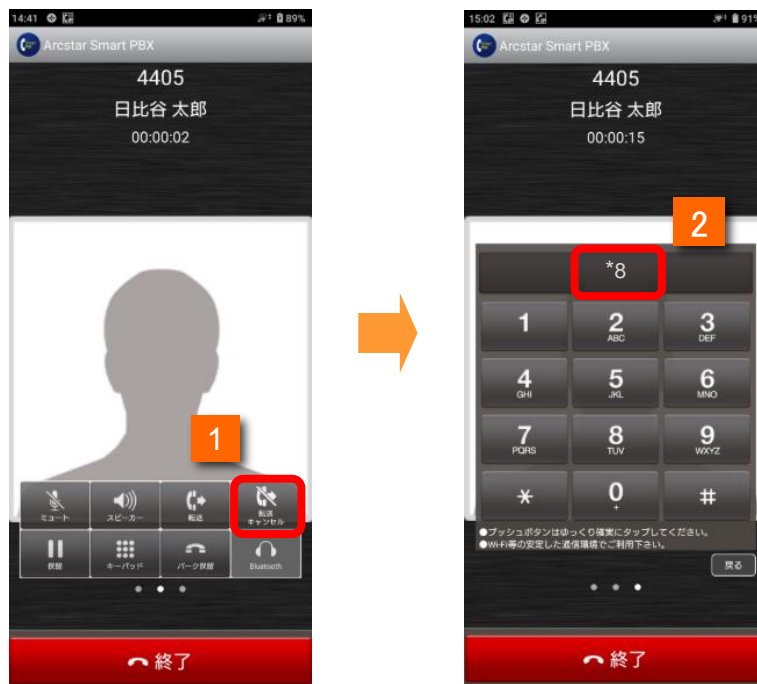 14:41 89%
Arcstar Smart PBX
4405
日比谷 太郎
00:00:02
1
ミュート スピーカー 転送 転送キャンセル
保留 キーパッド パーク保留 Bluetooth
終了
15:02 91%
Arcstar Smart PBX
4405
日比谷 太郎
00:00:15
2
*8
1 2 ABC 3 DEF
4 GHI 5 JKL 6 MNO
7 PQRS 8 TUV 9 WXYZ
* 0 + #
●プッシュボタンはゆっくり確実にタップしてください。
●Wi-Fi等の安定した通信環境でご利用下さい。
戻る
終了